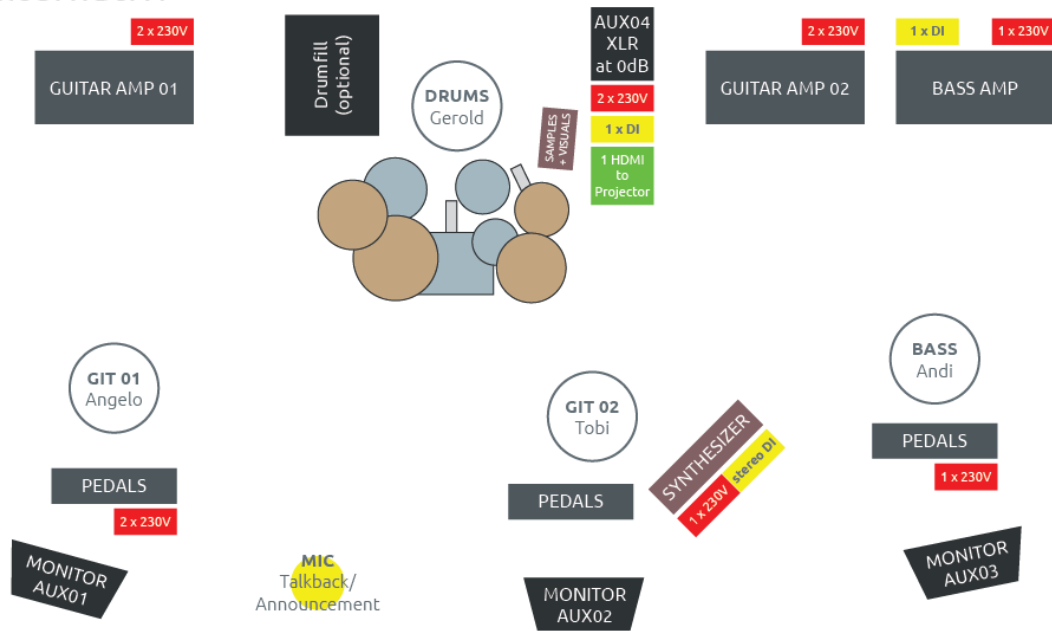 2 x 230V
GUITAR AMP 01
Drumfill
(optional)
DRUMS
Gerold
SAMPLES
+ VISUALS
AUX04
XLR
at 0dB
2 x 230V
1 x DI
1 HDMI
to
Projector
2 x 230V
GUITAR AMP 02
1 x DI
1 x 230V
BASS AMP
GIT 01
Angelo
PEDALS
2 x 230V
MONITOR
AUX01
MIC
Talkback/
Announcement
GIT 02
Tobi
PEDALS
MONITOR
AUX02
SYNTHESIZER
1 x 230V
stereo DI
BASS
Andi
PEDALS
1 x 230V
MONITOR
AUX03